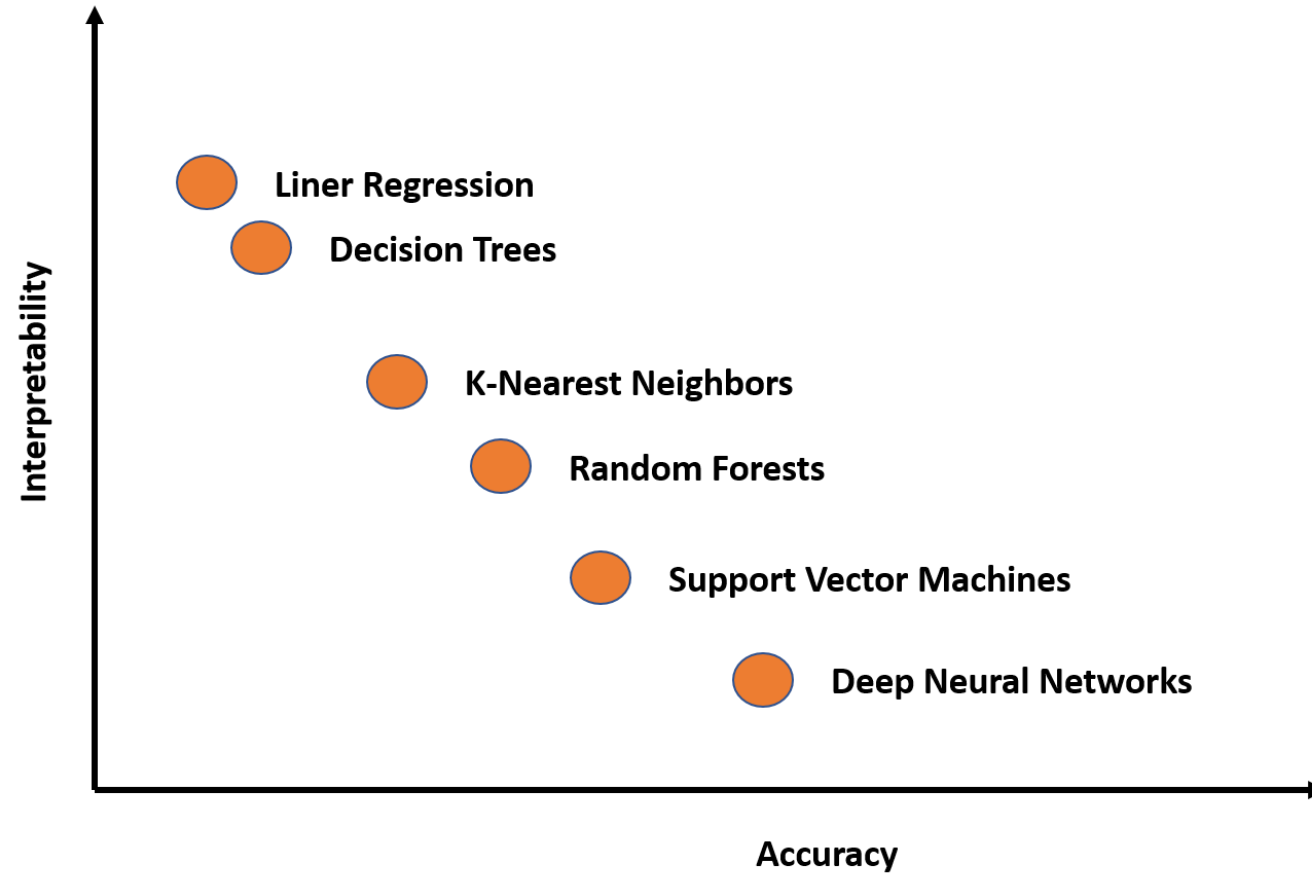 Liner Regression
Decision Trees
Interpretability
K-Nearest Neighbors
Random Forests
Support Vector Machines
Deep Neural Networks
Accuracy